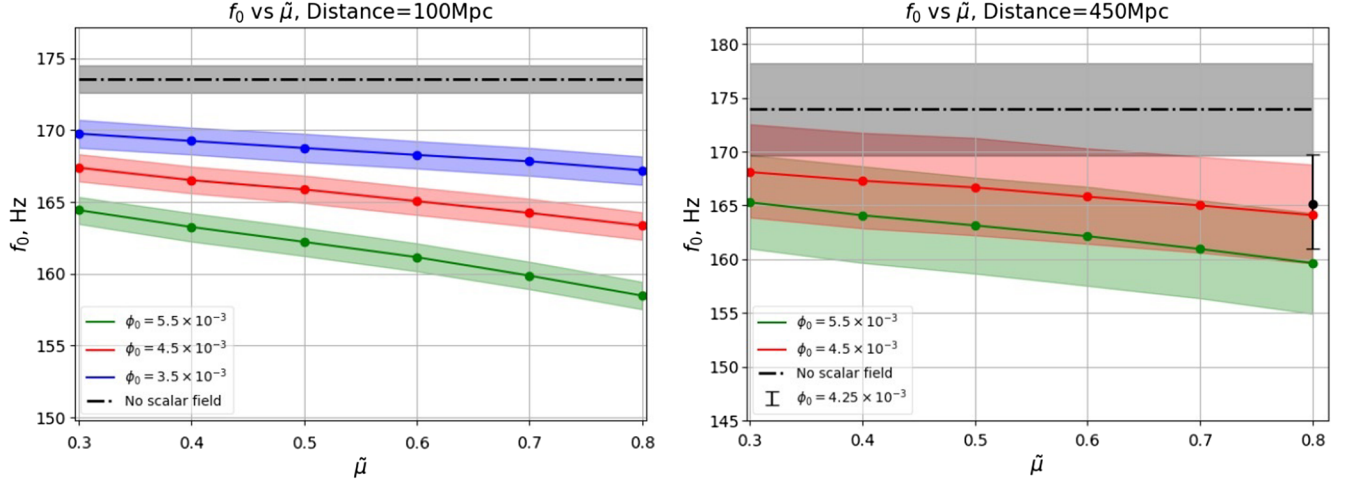 f₀ vs μ̃, Distance=100Mpc
175
170
165
160
155
150
f₀, Hz
0.3 0.4 0.5 0.6 0.7 0.8
μ̃
ϕ₀ = 5.5 × 10⁻³
ϕ₀ = 4.5 × 10⁻³
ϕ₀ = 3.5 × 10⁻³
No scalar field
f₀ vs μ̃, Distance=450Mpc
180
175
170
165
160
155
150
145
f₀, Hz
0.3 0.4 0.5 0.6 0.7 0.8
μ̃
ϕ₀ = 5.5 × 10⁻³
ϕ₀ = 4.5 × 10⁻³
No scalar field
ϕ₀ = 4.25 × 10⁻³